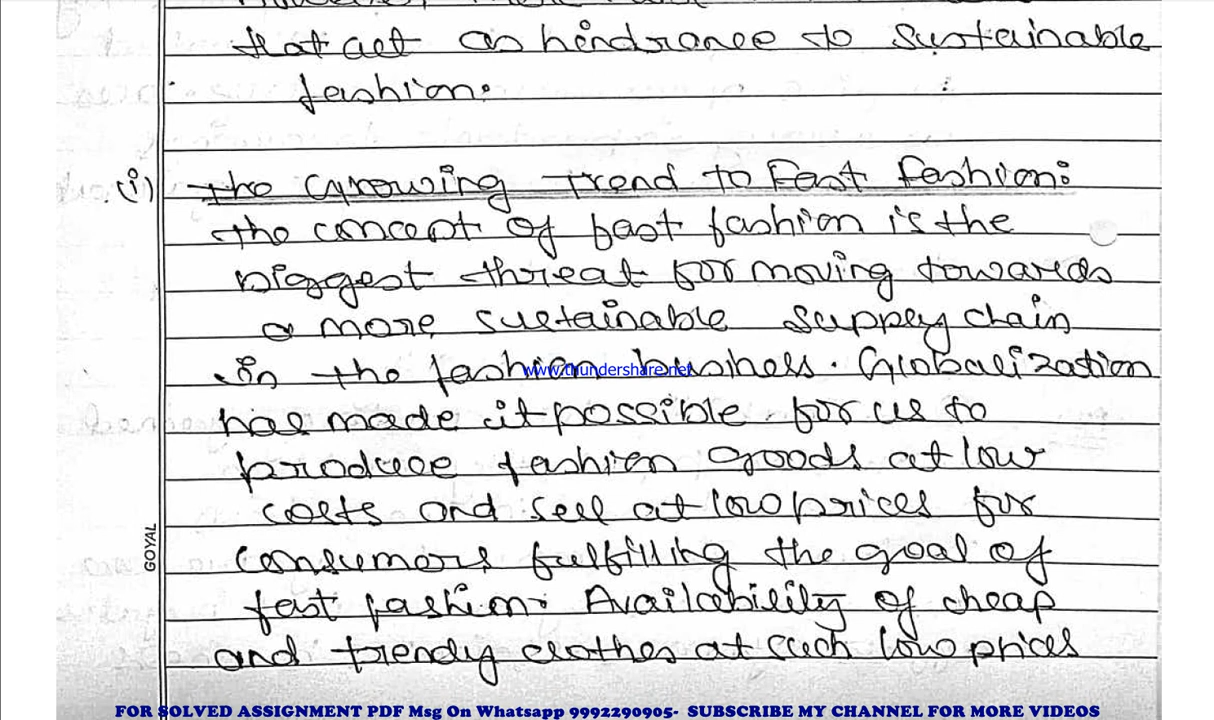 that act as hindrance to sustainable
fashion.
(i) The Growing Trend to Fast Fashion:
the concept of fast fashion is the
biggest threat for moving towards
a more sustainable supply chain
in the fashion business. Globalization
www.thundershare.net
has made it possible for us to
produce fashion goods at low
costs and sell at low prices for
consumers fulfilling the goal of
fast fashion. Availability of cheap
and trendy clothes at such low prices
GOYAL
FOR SOLVED ASSIGNMENT PDF Msg On Whatsapp 9992290905- SUBSCRIBE MY CHANNEL FOR MORE VIDEOS